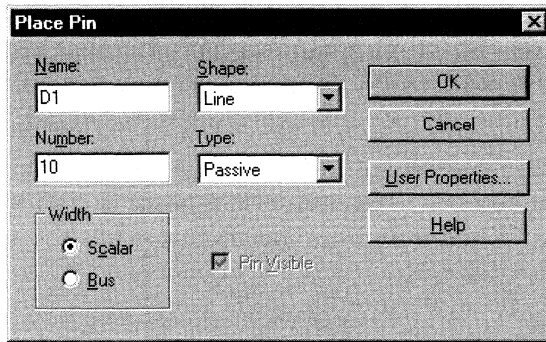 Place Pin
Name:
D1
Shape:
Line
OK
Cancel
Number:
10
Type:
Passive
User Properties...
Help
Width
Scalar
Bus
Pin Visible